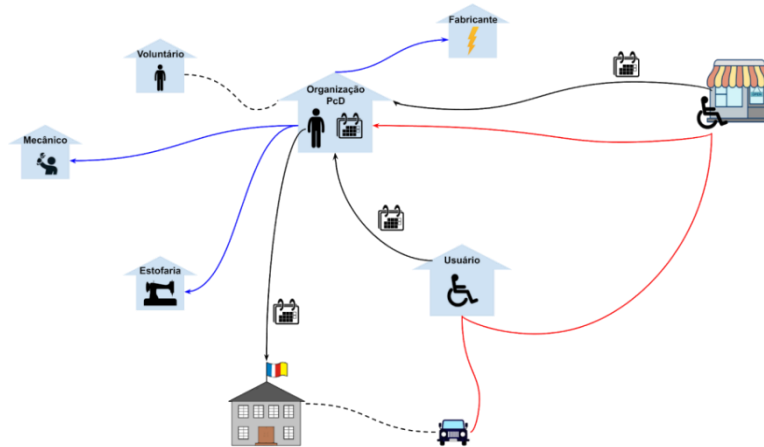 Fabricante
Voluntário
Organização
PcD
Mecânico
Usuário
Estofaria